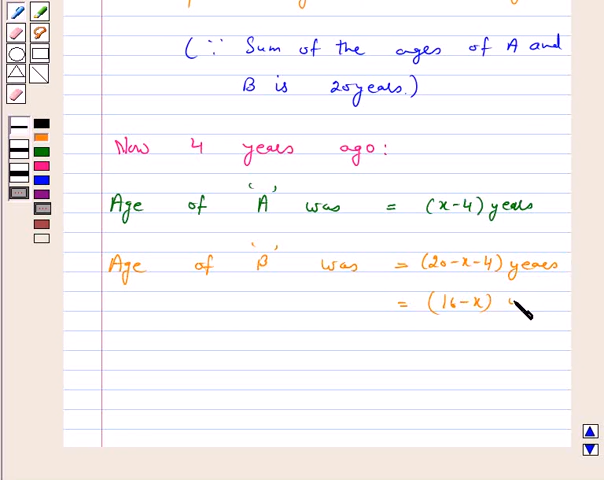 (∵ Sum of the ages of A and
B is 20 years.)
Now 4 years ago:
Age of 'A' was = (x-4) years
Age of 'B' was = (20-x-4) years
= (16-x)